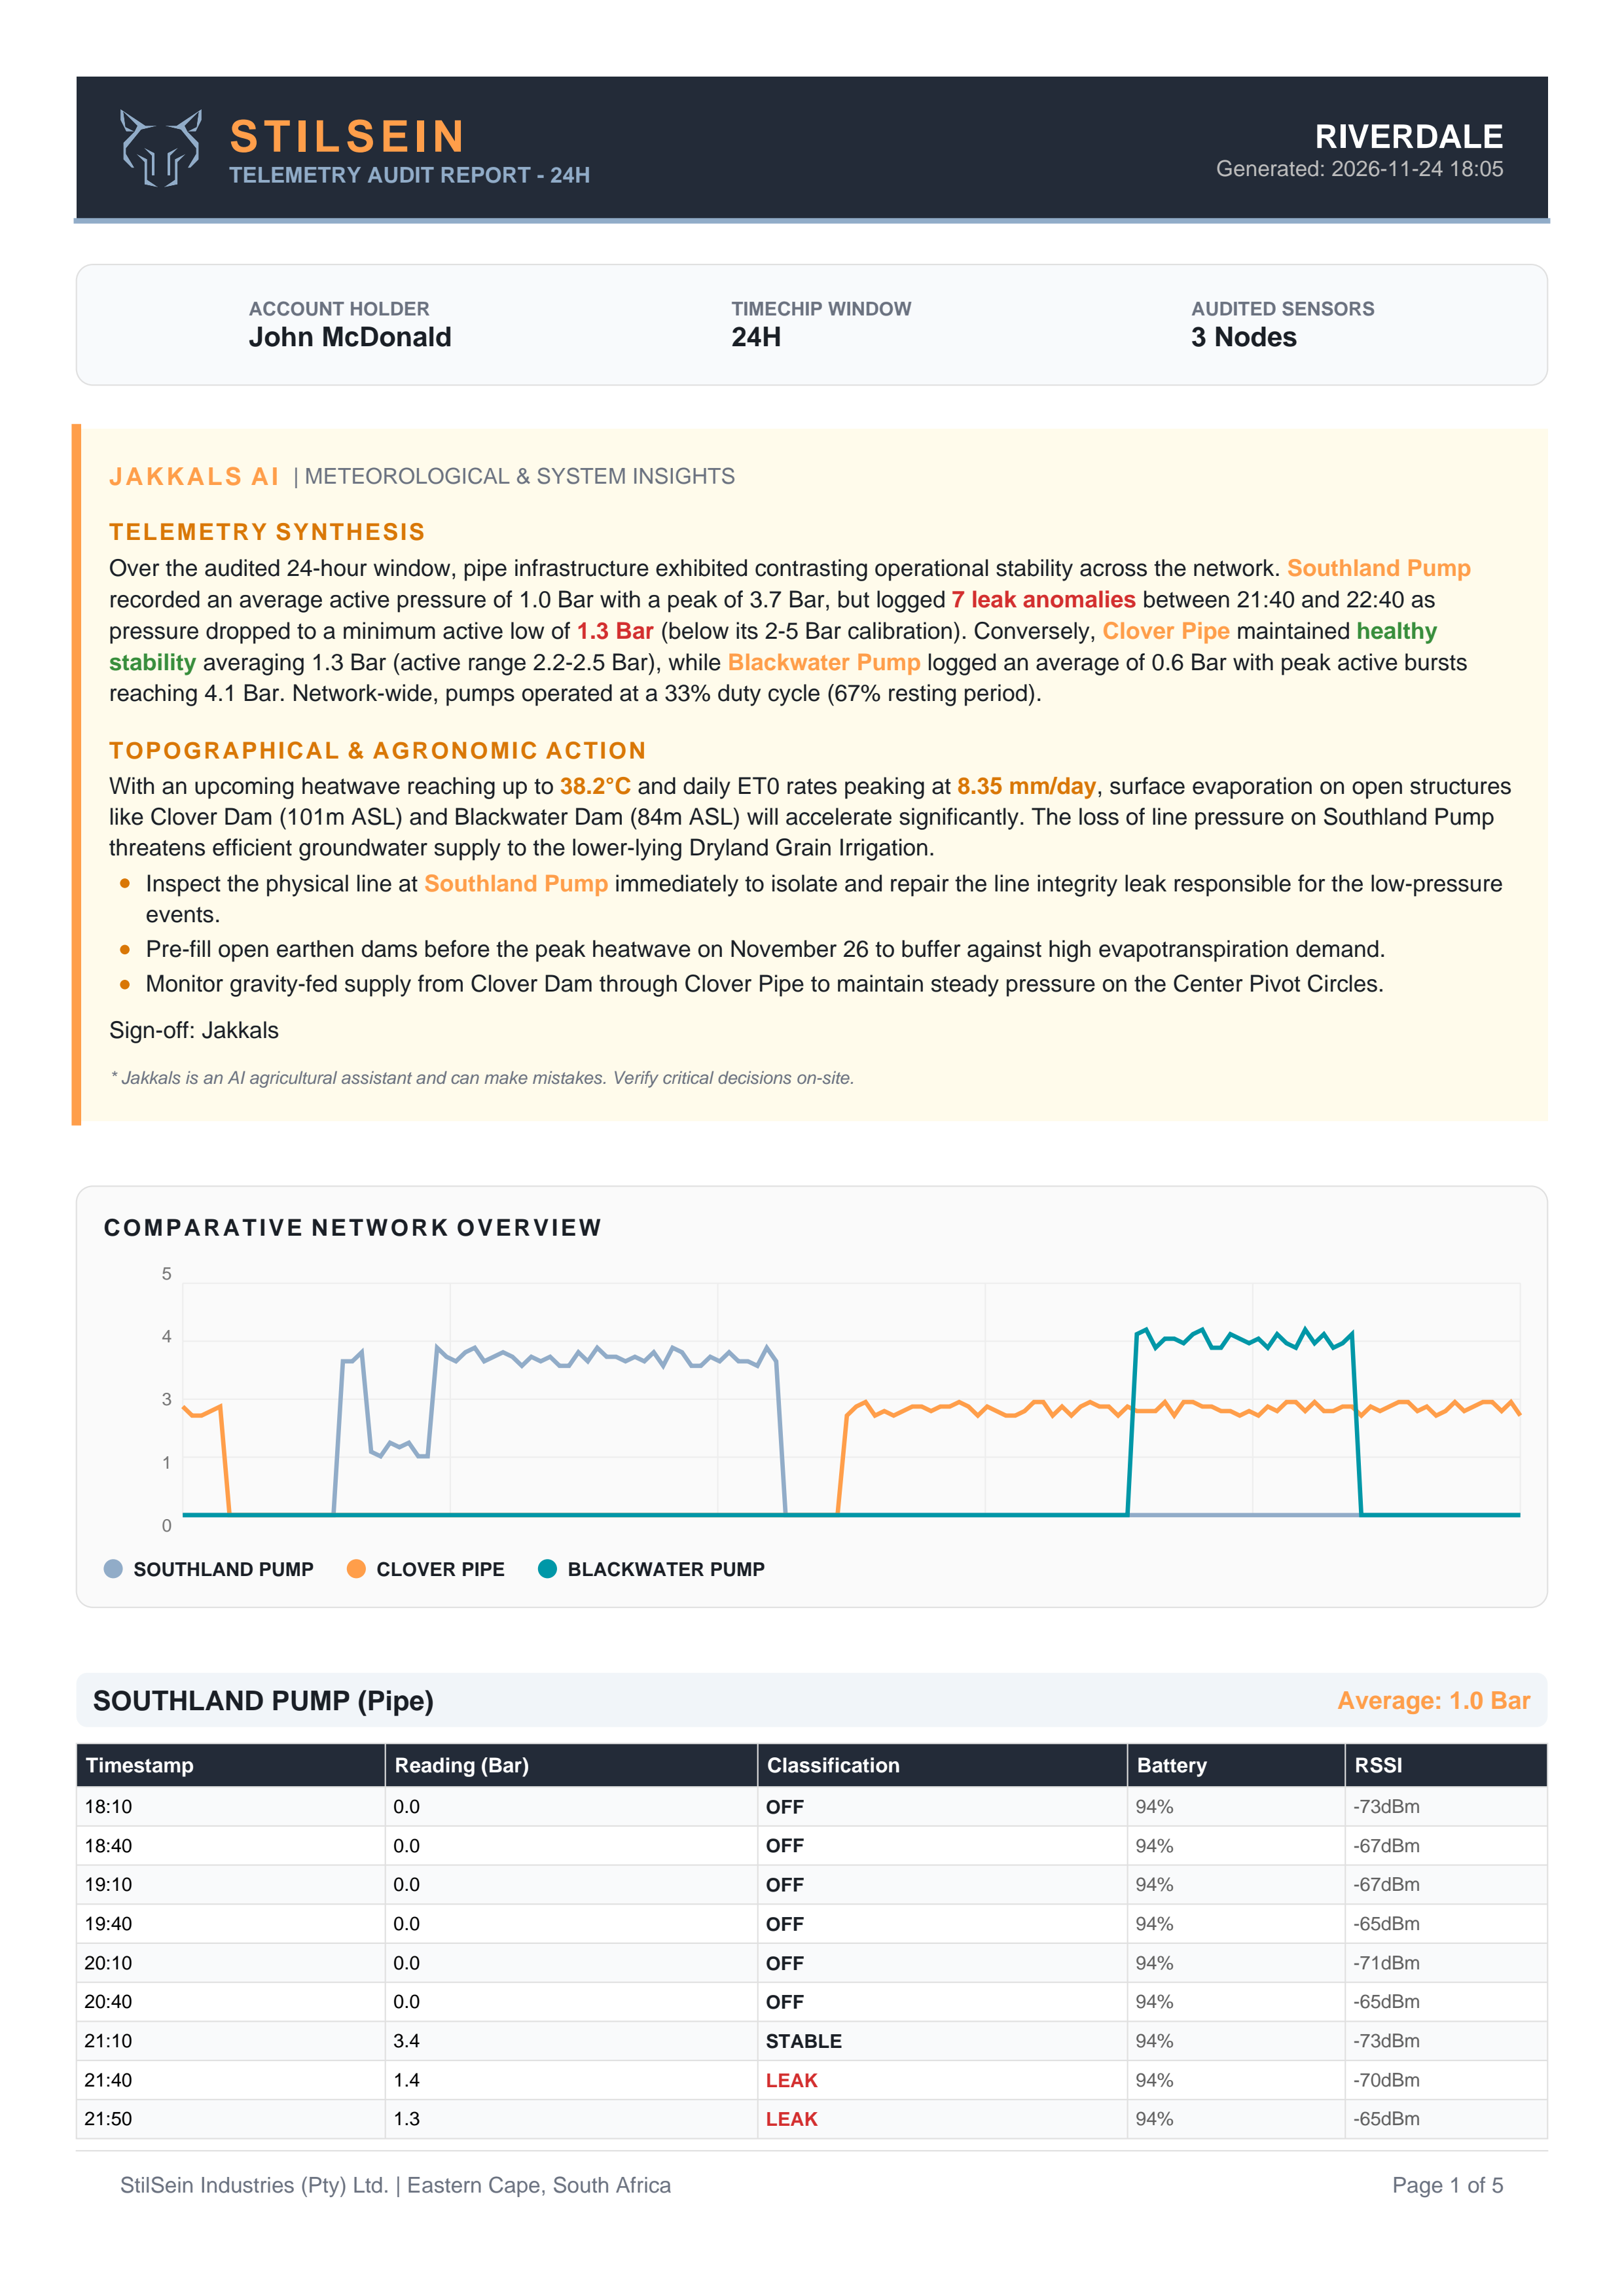 STILSEIN
TELEMETRY AUDIT REPORT - 24H
RIVERDALE
Generated: 2026-11-24 18:05
ACCOUNT HOLDER
John McDonald
TIMECHIP WINDOW
24H
AUDITED SENSORS
3 Nodes
JAKKALS AI | METEOROLOGICAL & SYSTEM INSIGHTS
TELEMETRY SYNTHESIS
Over the audited 24-hour window, pipe infrastructure exhibited contrasting operational stability across the network. Southland Pump
recorded an average active pressure of 1.0 Bar with a peak of 3.7 Bar, but logged 7 leak anomalies between 21:40 and 22:40 as
pressure dropped to a minimum active low of 1.3 Bar (below its 2-5 Bar calibration). Conversely, Clover Pipe maintained healthy
stability averaging 1.3 Bar (active range 2.2-2.5 Bar), while Blackwater Pump logged an average of 0.6 Bar with peak active bursts
reaching 4.1 Bar. Network-wide, pumps operated at a 33% duty cycle (67% resting period).
TOPOGRAPHICAL & AGRONOMIC ACTION
With an upcoming heatwave reaching up to 38.2°C and daily ET0 rates peaking at 8.35 mm/day, surface evaporation on open structures
like Clover Dam (101m ASL) and Blackwater Dam (84m ASL) will accelerate significantly. The loss of line pressure on Southland Pump
threatens efficient groundwater supply to the lower-lying Dryland Grain Irrigation.
• Inspect the physical line at Southland Pump immediately to isolate and repair the line integrity leak responsible for the low-pressure
events.
• Pre-fill open earthen dams before the peak heatwave on November 26 to buffer against high evapotranspiration demand.
• Monitor gravity-fed supply from Clover Dam through Clover Pipe to maintain steady pressure on the Center Pivot Circles.
Sign-off: Jakkals
* Jakkals is an AI agricultural assistant and can make mistakes. Verify critical decisions on-site.
COMPARATIVE NETWORK OVERVIEW
5
4
3
1
0
SOUTHLAND PUMP CLOVER PIPE BLACKWATER PUMP
SOUTHLAND PUMP (Pipe) Average: 1.0 Bar
Timestamp Reading (Bar) Classification Battery RSSI
18:10 0.0 OFF 94% -73dBm
18:40 0.0 OFF 94% -67dBm
19:10 0.0 OFF 94% -67dBm
19:40 0.0 OFF 94% -65dBm
20:10 0.0 OFF 94% -71dBm
20:40 0.0 OFF 94% -65dBm
21:10 3.4 STABLE 94% -73dBm
21:40 1.4 LEAK 94% -70dBm
21:50 1.3 LEAK 94% -65dBm
StilSein Industries (Pty) Ltd. | Eastern Cape, South Africa Page 1 of 5